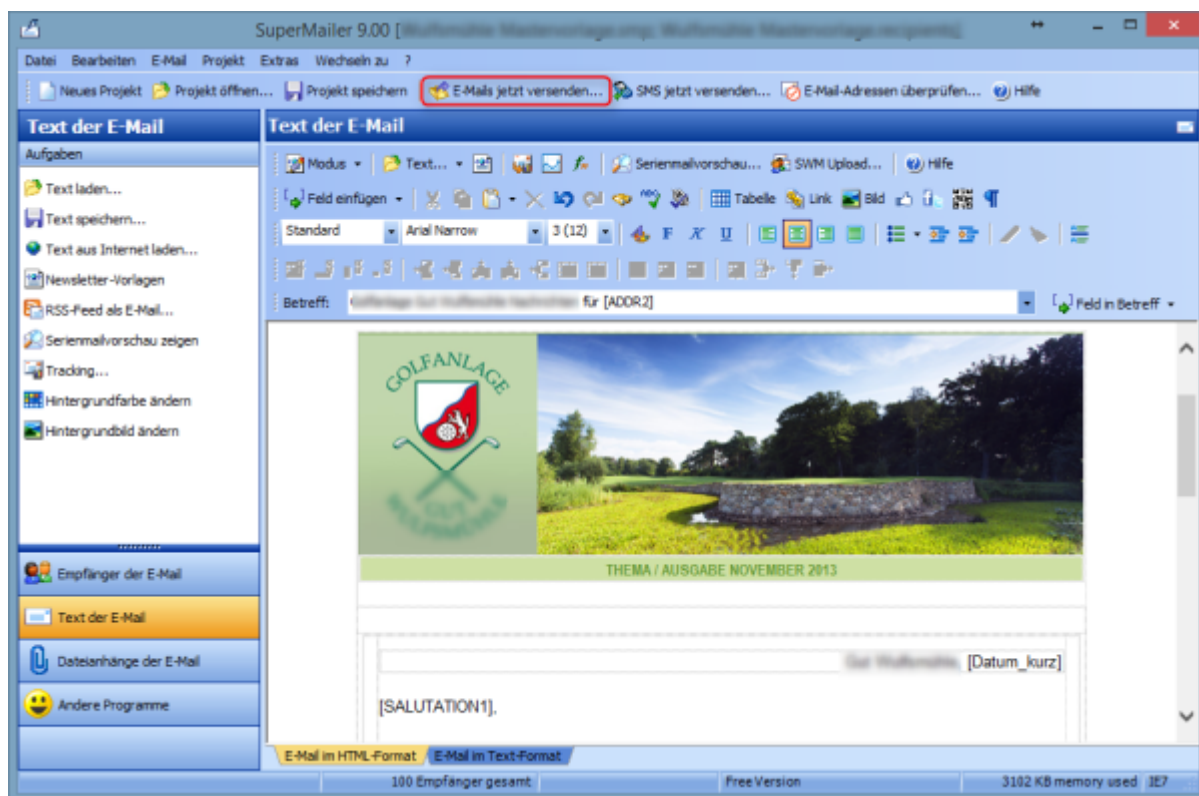 SuperMailer 9.00 [
Datei Bearbeiten E-Mail Projekt Extras Wechseln zu ?
Neues Projekt Projekt öffnen... Projekt speichern E-Mails jetzt versenden... SMS jetzt versenden... E-Mail-Adressen überprüfen... Hilfe
Text der E-Mail
Aufgaben
Text laden...
Text speichern...
Text aus Internet laden...
Newsletter-Vorlagen
RSS-Feed als E-Mail...
Serienmailvorschau zeigen
Tracking...
Hintergrundfarbe ändern
Hintergrundbild ändern
Empfänger der E-Mail
Text der E-Mail
Dateianhänge der E-Mail
Andere Programme
Text der E-Mail
Modus Text... Serienmailvorschau... SWM Upload... Hilfe
Feld einfügen Tabelle Link Bild
Standard Arial Narrow 3 (12) F K U
Betreff: für [ADDR2] Feld in Betreff
GOLFANLAGE
THEMA / AUSGABE NOVEMBER 2013
[Datum_kurz]
[SALUTATION1],
E-Mail im HTML-Format E-Mail im Text-Format
100 Empfänger gesamt Free Version 3102 KB memory used IE7